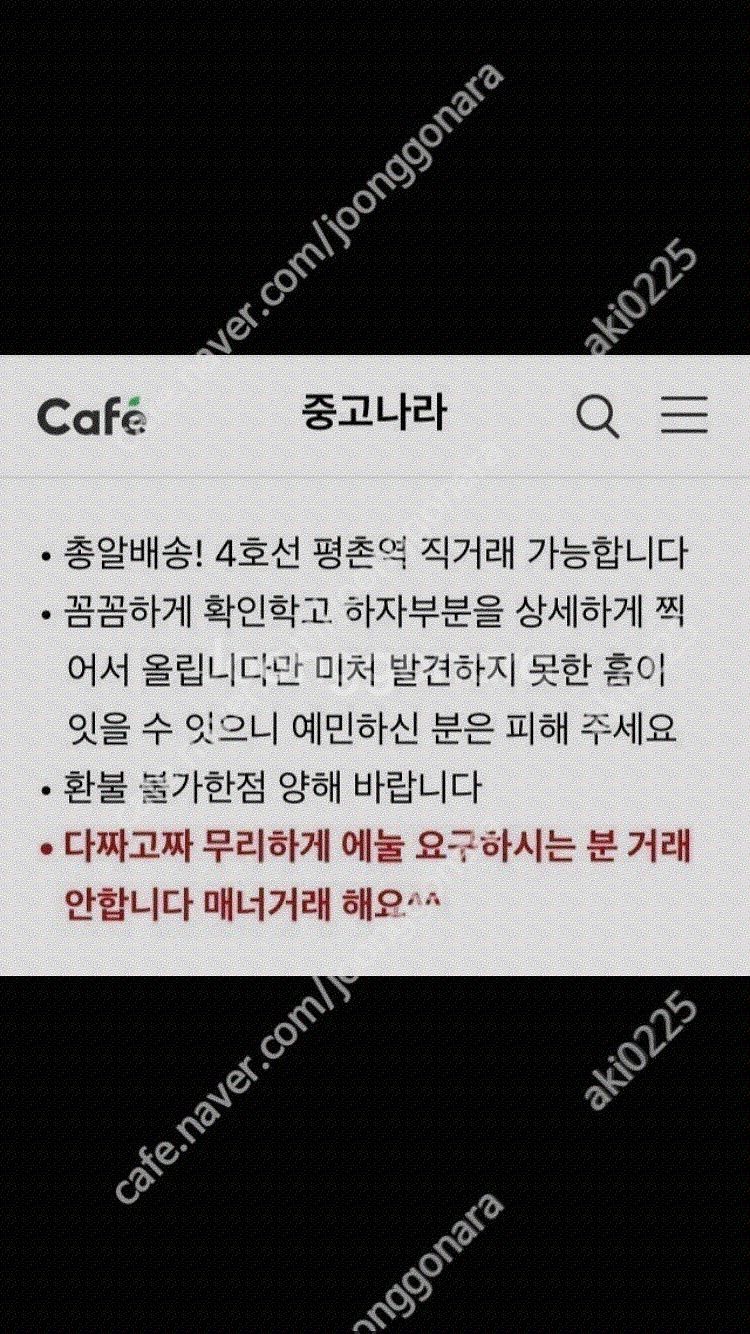 cafe.naver.com/joonggonara
aki0225
Cafe
중고나라
• 총알배송! 4호선 평촌역 직거래 가능합니다
• 꼼꼼하게 확인학고 하자부분을 상세하게 찍
어서 올립니다만 미처 발견하지 못한 흠이
잇을 수 잇으니 예민하신 분은 피해 주세요
• 환불 불가한점 양해 바랍니다
• 다짜고짜 무리하게 에눌 요구하시는 분 거래
안합니다 매너거래 해요^^
cafe.naver.com/joonggonara
aki0225
onggonara